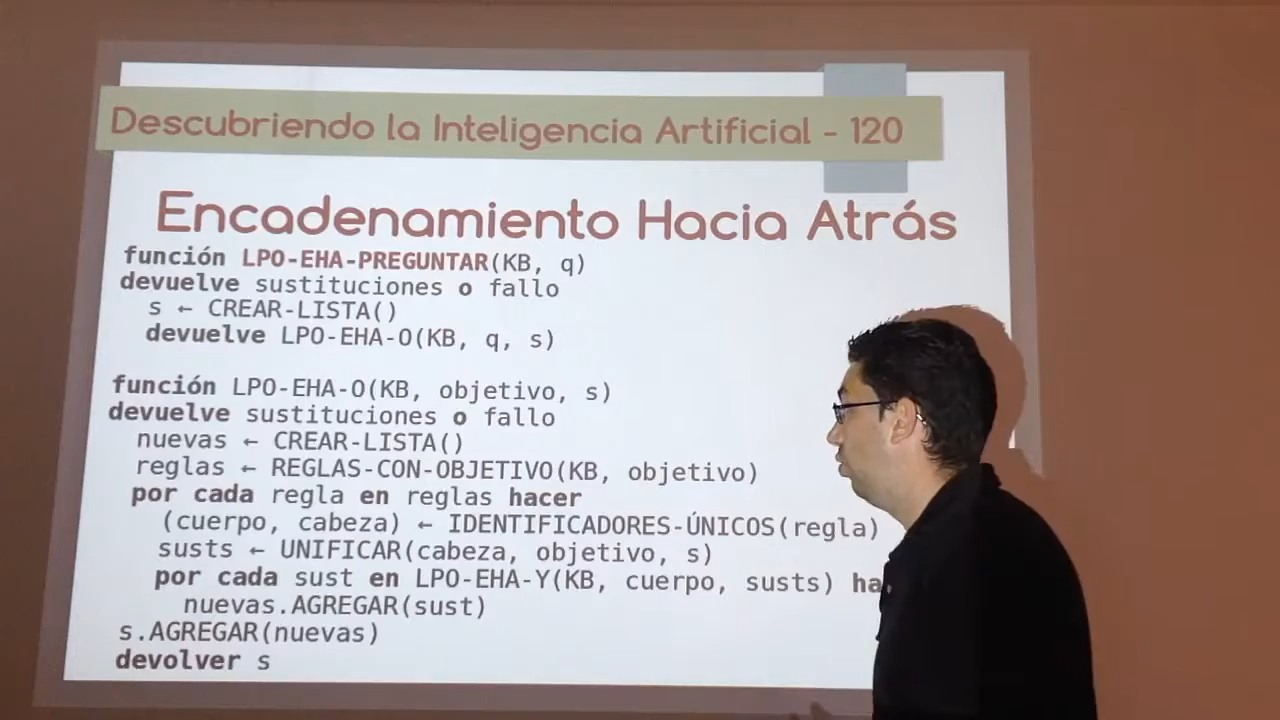 Descubriendo la Inteligencia Artificial - 120
Encadenamiento Hacia Atrás
función LPO-EHA-PREGUNTAR(KB, q)
devuelve sustituciones o fallo
s ← CREAR-LISTA()
devuelve LPO-EHA-O(KB, q, s)
función LPO-EHA-O(KB, objetivo, s)
devuelve sustituciones o fallo
nuevas ← CREAR-LISTA()
reglas ← REGLAS-CON-OBJETIVO(KB, objetivo)
por cada regla en reglas hacer
(cuerpo, cabeza) ← IDENTIFICADORES-ÚNICOS(regla)
susts ← UNIFICAR(cabeza, objetivo, s)
por cada sust en LPO-EHA-Y(KB, cuerpo, susts)
nuevas.AGREGAR(sust)
s.AGREGAR(nuevas)
devolver s